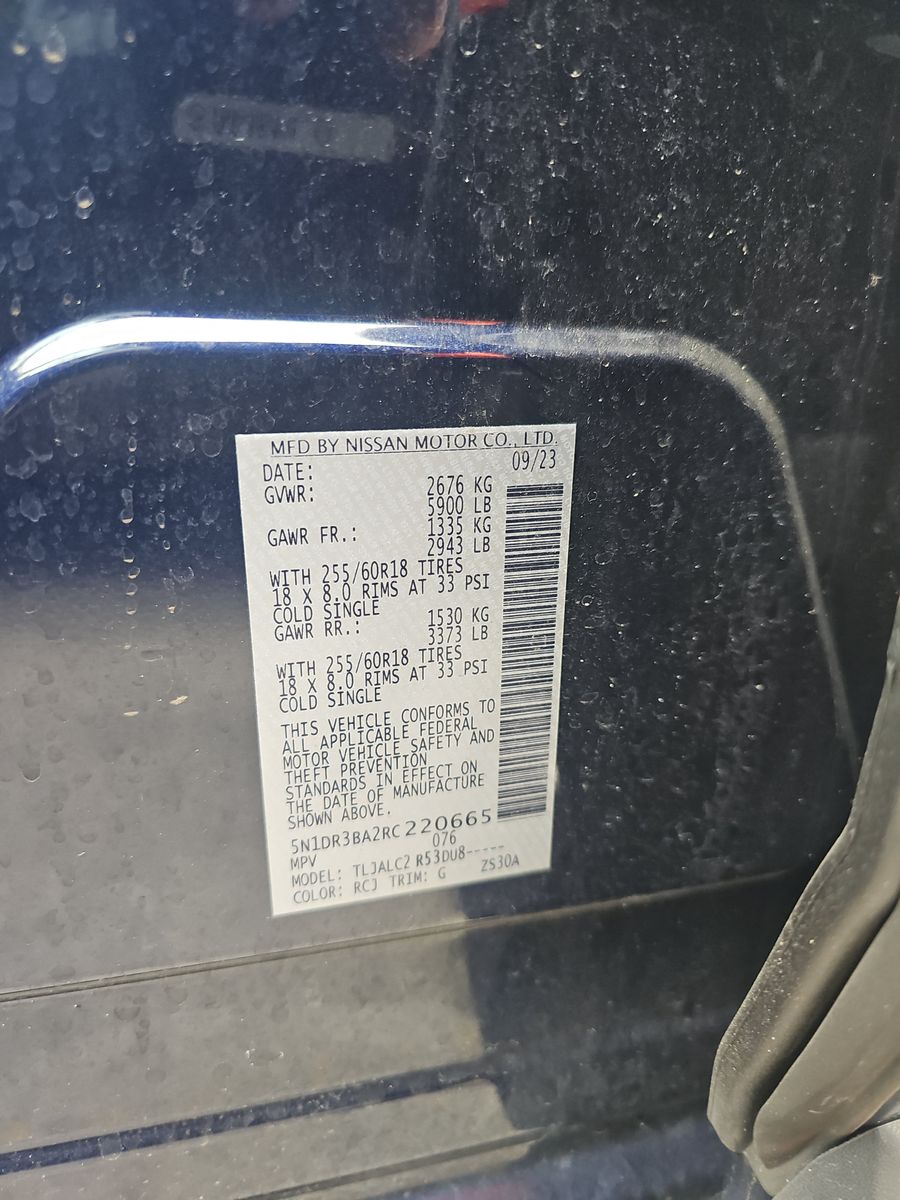 MFD BY NISSAN MOTOR CO., LTD.
DATE: 09/23
GVWR: 2676 KG
5900 LB
GAWR FR.: 1335 KG
2943 LB
WITH 255/60R18 TIRES
18 X 8.0 RIMS AT 33 PSI
COLD SINGLE
GAWR RR.: 1530 KG
3373 LB
WITH 255/60R18 TIRES
18 X 8.0 RIMS AT 33 PSI
COLD SINGLE
THIS VEHICLE CONFORMS TO
ALL APPLICABLE FEDERAL
MOTOR VEHICLE SAFETY AND
THEFT PREVENTION
STANDARDS IN EFFECT ON
THE DATE OF MANUFACTURE
SHOWN ABOVE.
5N1DR3BA2RC220665
MPV 076
MODEL: TLJALC2 R53DU8-----
COLOR: RCJ TRIM: G ZS30A